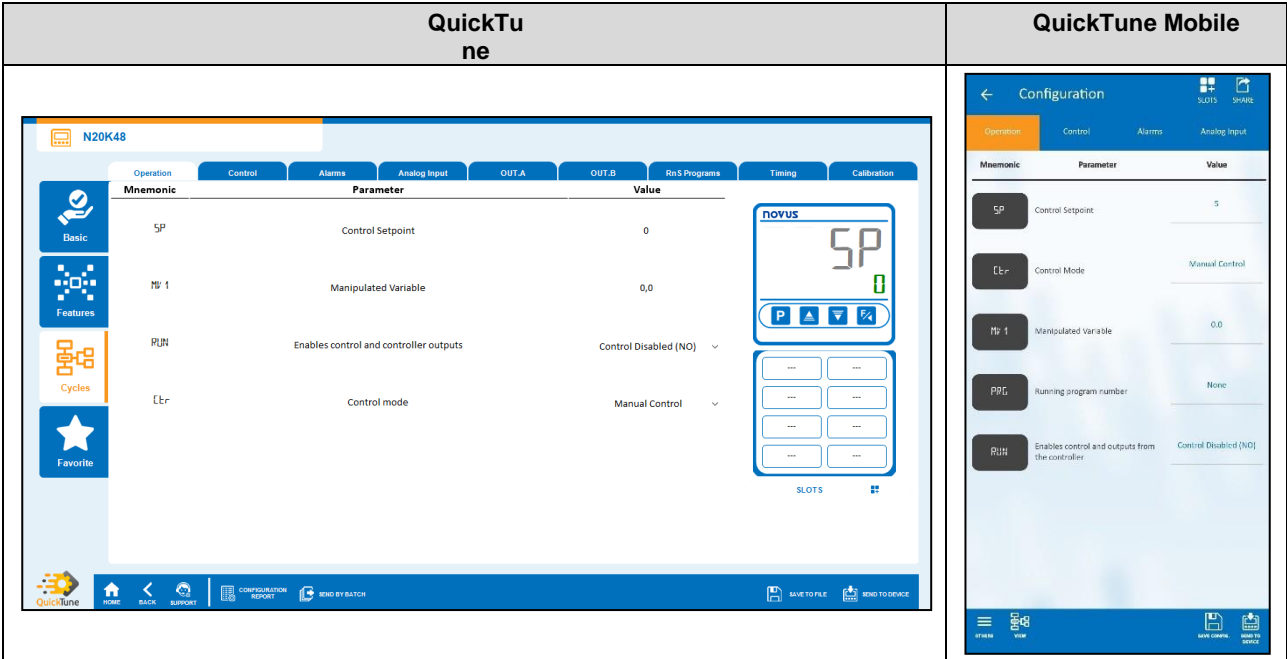 QuickTu
ne
QuickTune Mobile
N20K48
Operation Control Alarms Analog Input OUT.A OUT.B RnS Programs Timing Calibration
Mnemonic Parameter Value
SP Control Setpoint 0
MV 1 Manipulated Variable 0,0
RUN Enables control and controller outputs Control Disabled (NO)
Ctr Control mode Manual Control
Basic
Features
Cycles
Favorite
novus
SP
0
P F/
--- ---
--- ---
--- ---
--- ---
SLOTS
QuickTune
HOME BACK SUPPORT
CONFIGURATION
REPORT
SEND BY BATCH
SAVE TO FILE
SEND TO DEVICE
Configuration
SLOTS SHARE
Operation Control Alarms Analog Input
Mnemonic Parameter Value
SP Control Setpoint 5
Ctr Control Mode Manual Control
MV 1 Manipulated Variable 0.0
PRG Running program number None
RUN Enables control and outputs from
the controller Control Disabled (NO)
OTHERS VIEW
SAVE CONFIG.
SEND TO
DEVICE